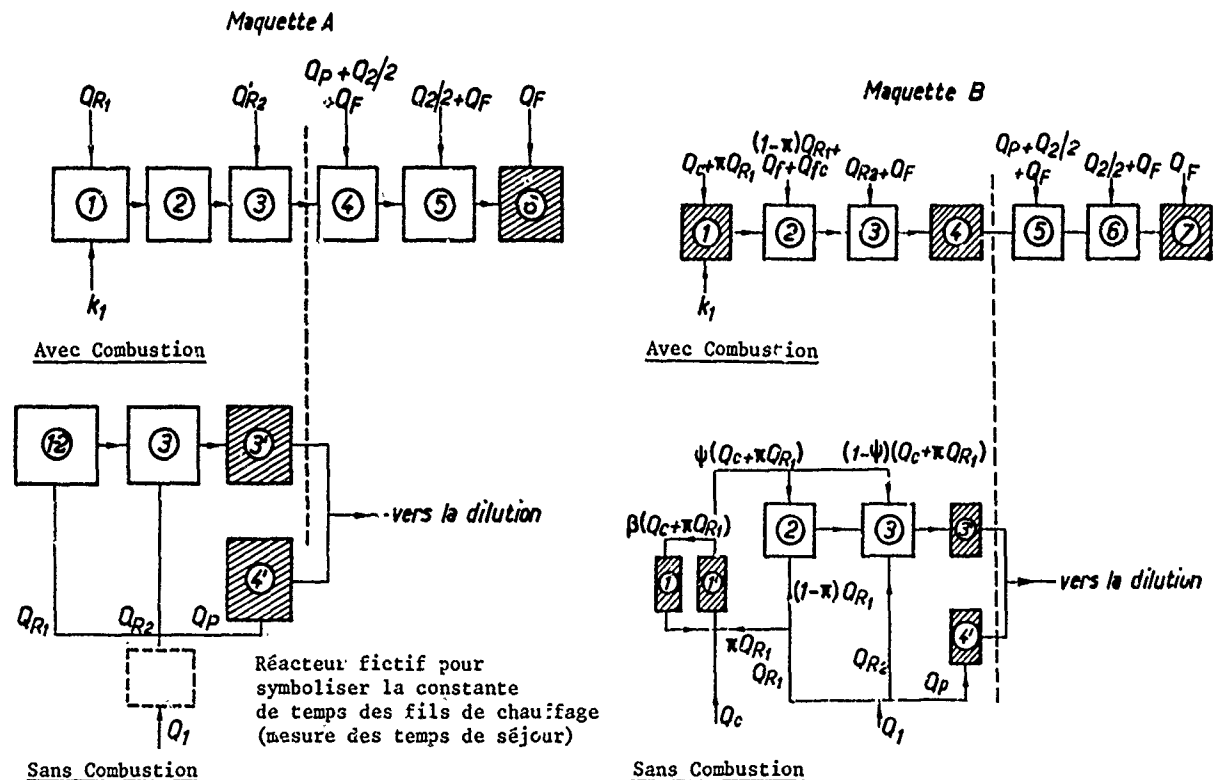 Maquette A
Q_R1
Q'_R2
Q_P + Q_2/2
+ Q_F
Q_2/2 + Q_F
Q_F
1
2
3
4
5
6
k_1
Avec Combustion
1-2
3
3'
4'
vers la dilution
Q_R1
Q_R2
Q_P
Q_1
Réacteur fictif pour
symboliser la constante
de temps des fils de chauffage
(mesure des temps de séjour)
Sans Combustion
Maquette B
Q_C + πQ_R1
(1-π)Q_R1 +
Q_f + Q_fc
Q_R2 + Q_F
Q_P + Q_2/2
+ Q_F
Q_2/2 + Q_F
Q_F
1
2
3
4
5
6
7
k_1
Avec Combustion
ψ(Q_C + πQ_R1)
(1-ψ)(Q_C + πQ_R1)
β(Q_C + πQ_R1)
1
1'
2
3
3'
4'
vers la dilution
(1-π)Q_R1
πQ_R1
Q_R1
Q_R2
Q_P
Q_C
Q_1
Sans Combustion